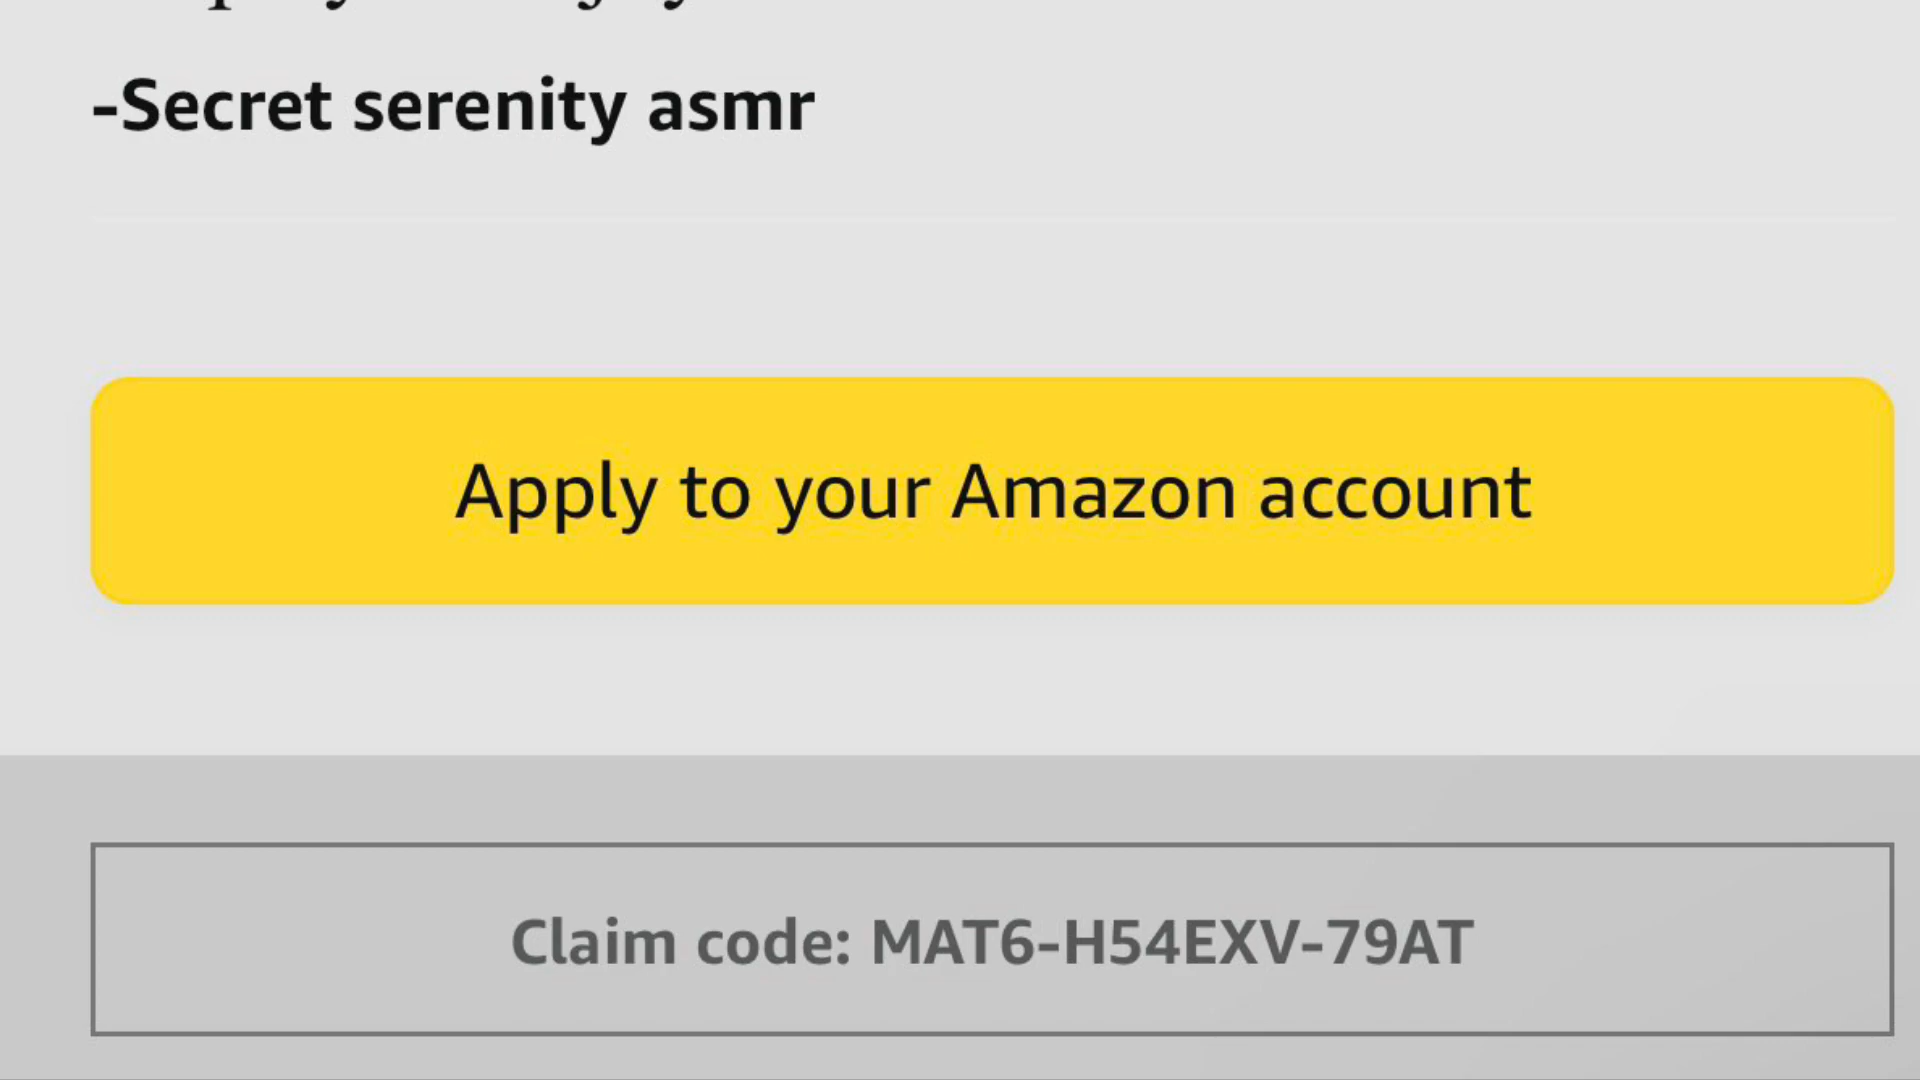 -Secret serenity asmr
Apply to your Amazon account
Claim code: MAT6-H54EXV-79AT